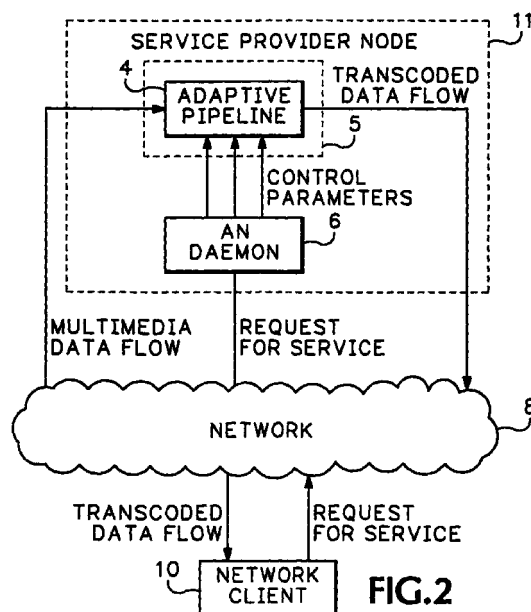 11
SERVICE PROVIDER NODE
4
ADAPTIVE
PIPELINE
TRANSCODED
DATA FLOW
5
CONTROL
PARAMETERS
6
AN
DAEMON
MULTIMEDIA
DATA FLOW
REQUEST
FOR SERVICE
NETWORK
8
TRANSCODED
DATA FLOW
REQUEST
FOR SERVICE
10
NETWORK
CLIENT
FIG.2